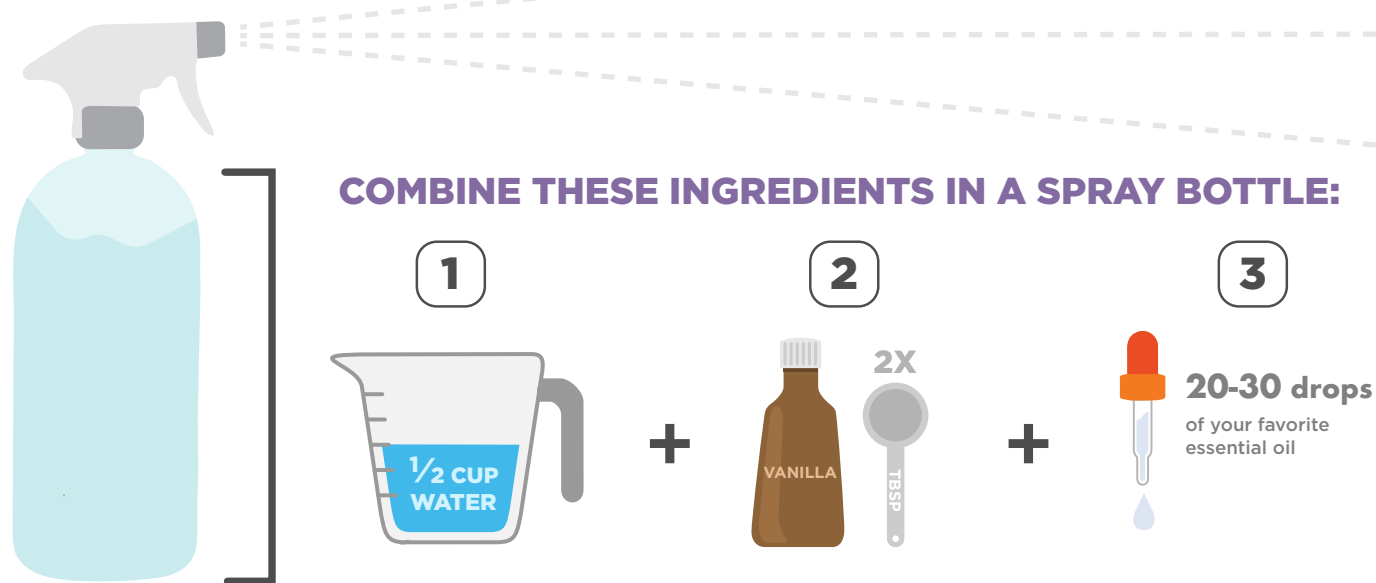 COMBINE THESE INGREDIENTS IN A SPRAY BOTTLE:
1
2
3
1/2 CUP
WATER
+
VANILLA
2X
TBSP
+
20-30 drops
of your favorite
essential oil